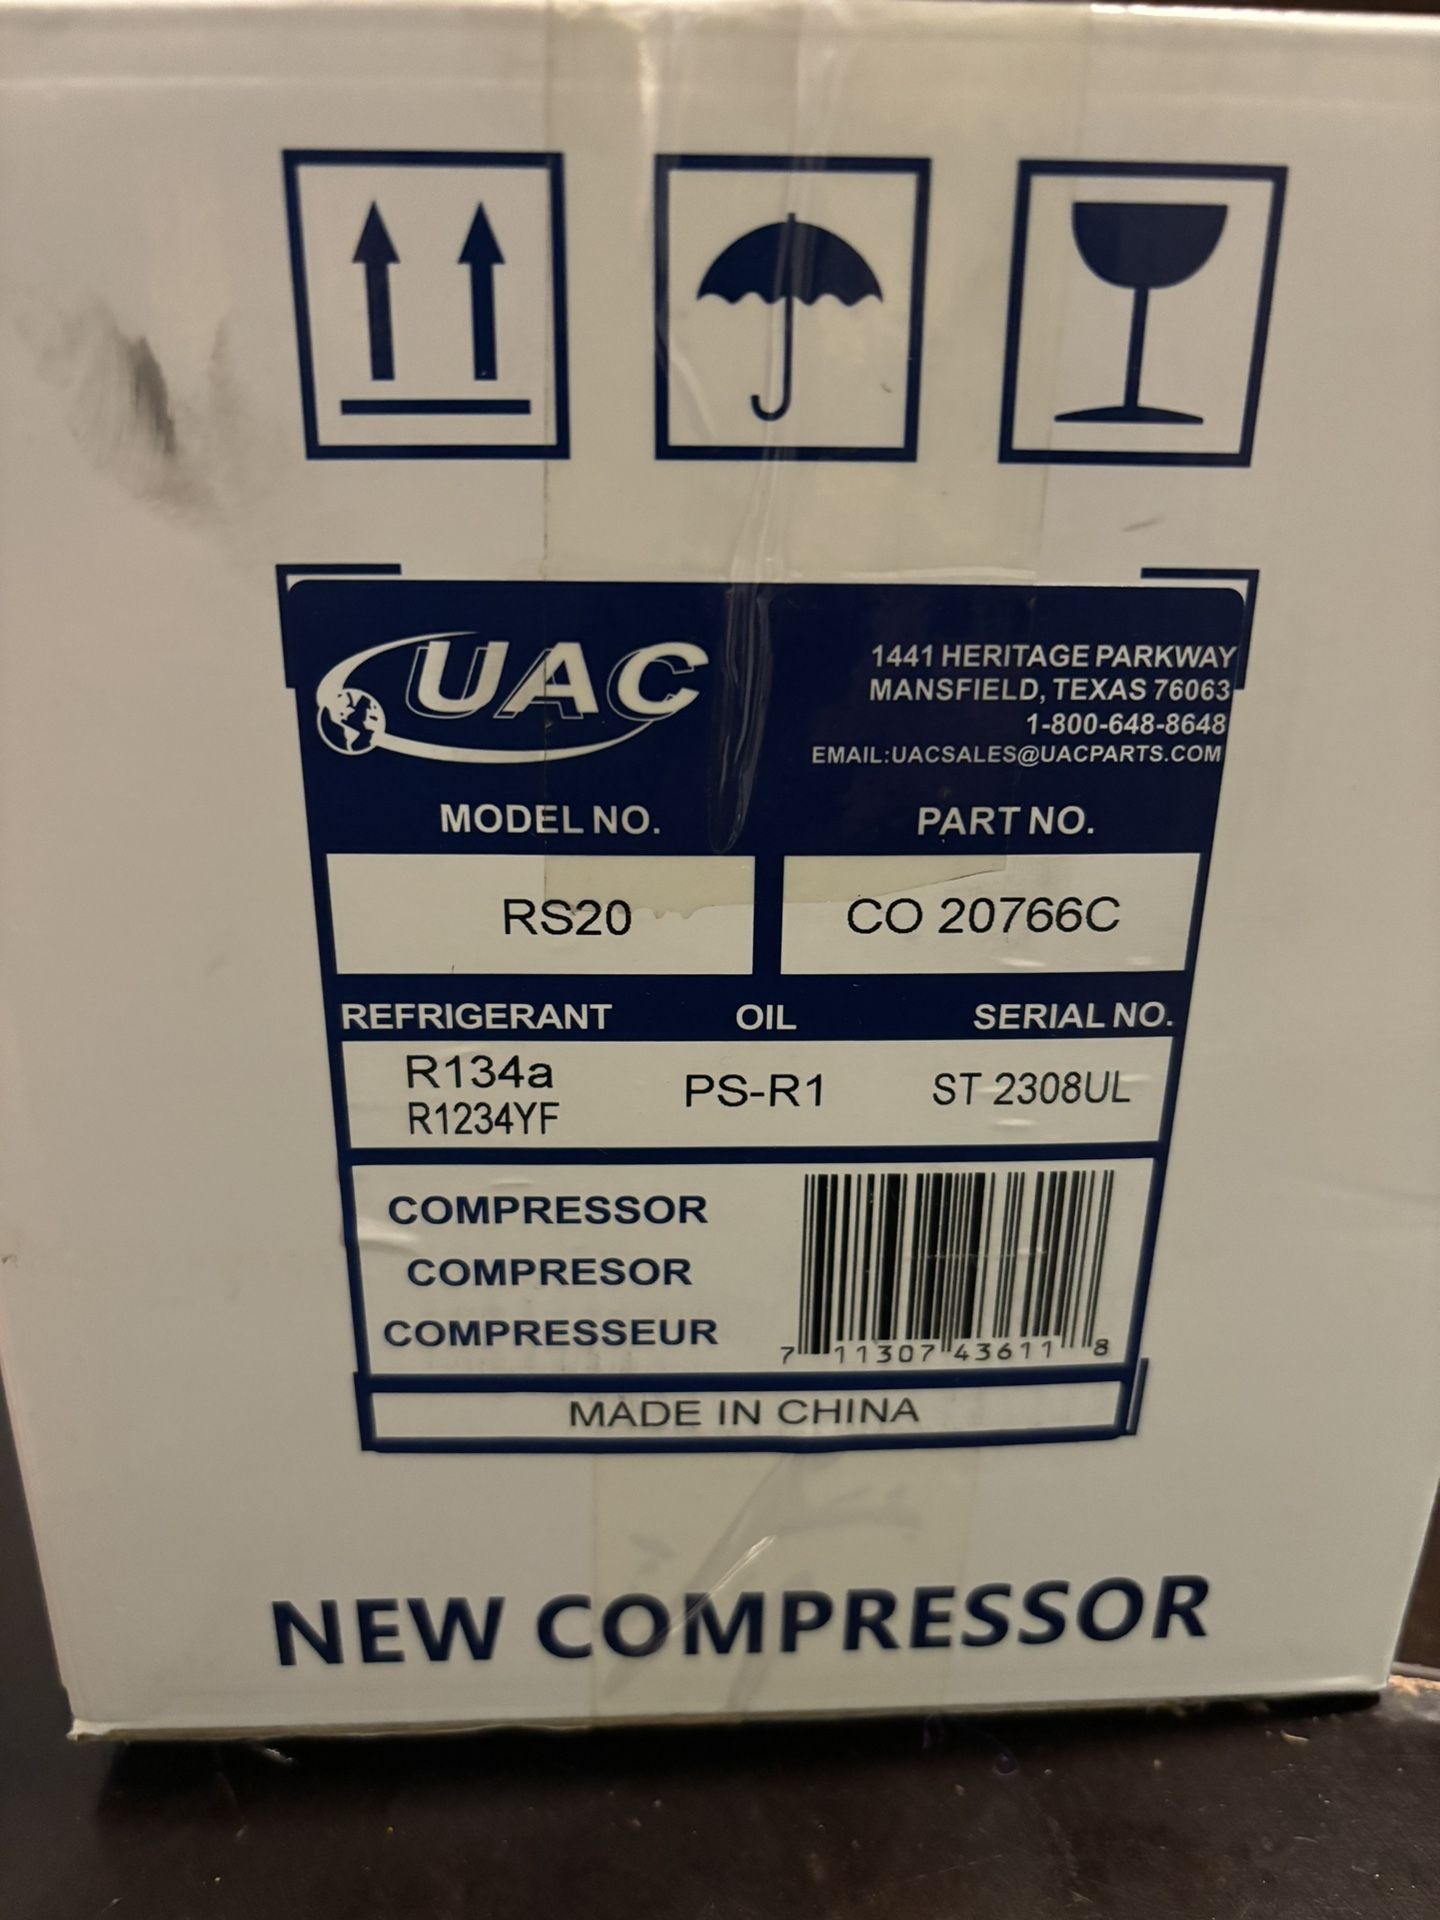 UAC
1441 HERITAGE PARKWAY
MANSFIELD, TEXAS 76063
1-800-648-8648
EMAIL:UACSALES@UACPARTS.COM
MODEL NO. PART NO.
RS20 CO 20766C
REFRIGERANT OIL SERIAL NO.
R134a
R1234YF
PS-R1 ST 2308UL
COMPRESSOR
COMPRESOR
COMPRESSEUR
7 11307 43611 8
MADE IN CHINA
NEW COMPRESSOR